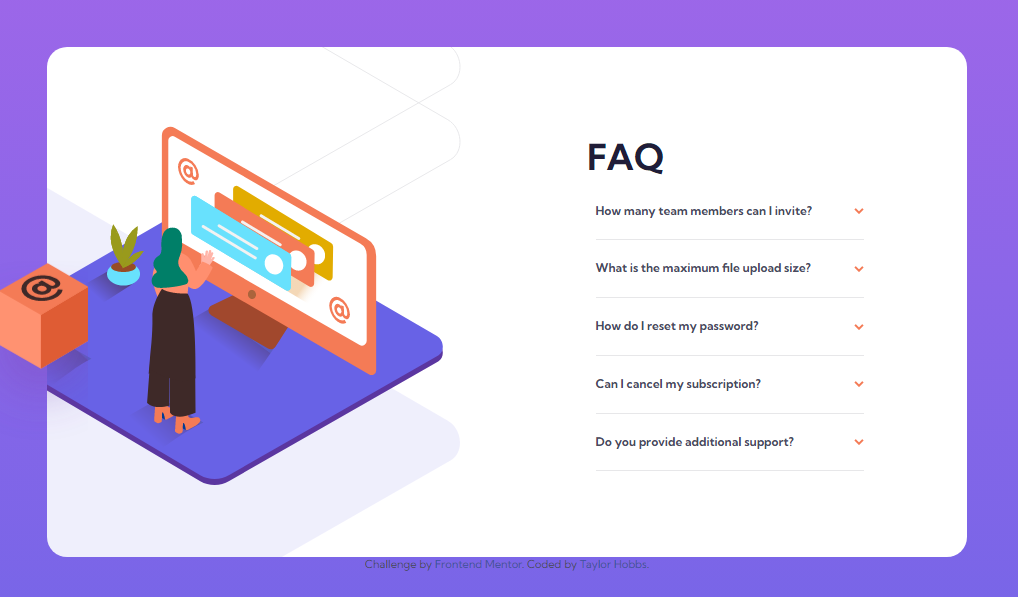 FAQ
How many team members can I invite?
What is the maximum file upload size?
How do I reset my password?
Can I cancel my subscription?
Do you provide additional support?
@
@
@
Challenge by Frontend Mentor. Coded by Taylor Hobbs.